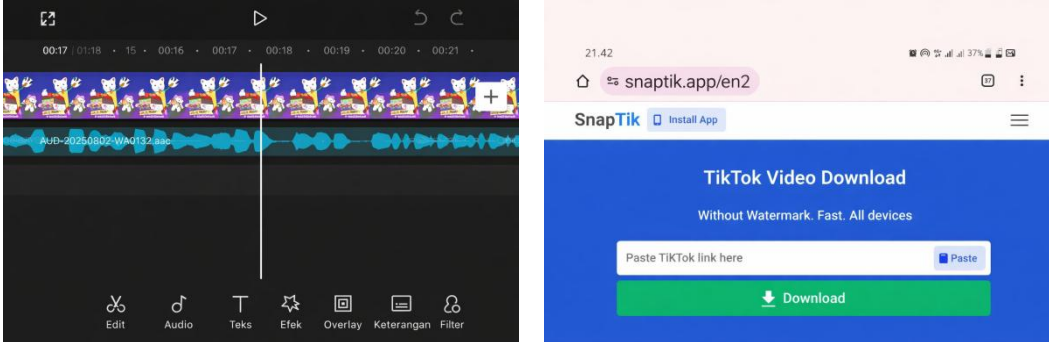 00:17 | 01:18 · 15 · 00:16 · 00:17 · 00:18 · 00:19 · 00:20 · 00:21 ·
AUD-20250802-WA0132.aac
Edit Audio Teks Efek Overlay Keterangan Filter
21.42 37%
snaptik.app/en2
SnapTik Install App
TikTok Video Download
Without Watermark. Fast. All devices
Paste TikTok link here Paste
Download